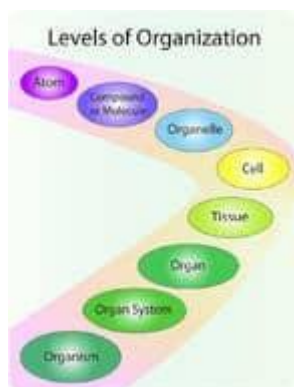 Levels of Organization
Atom
Compound
or Molecule
Organelle
Cell
Tissue
Organ
Organ System
Organism